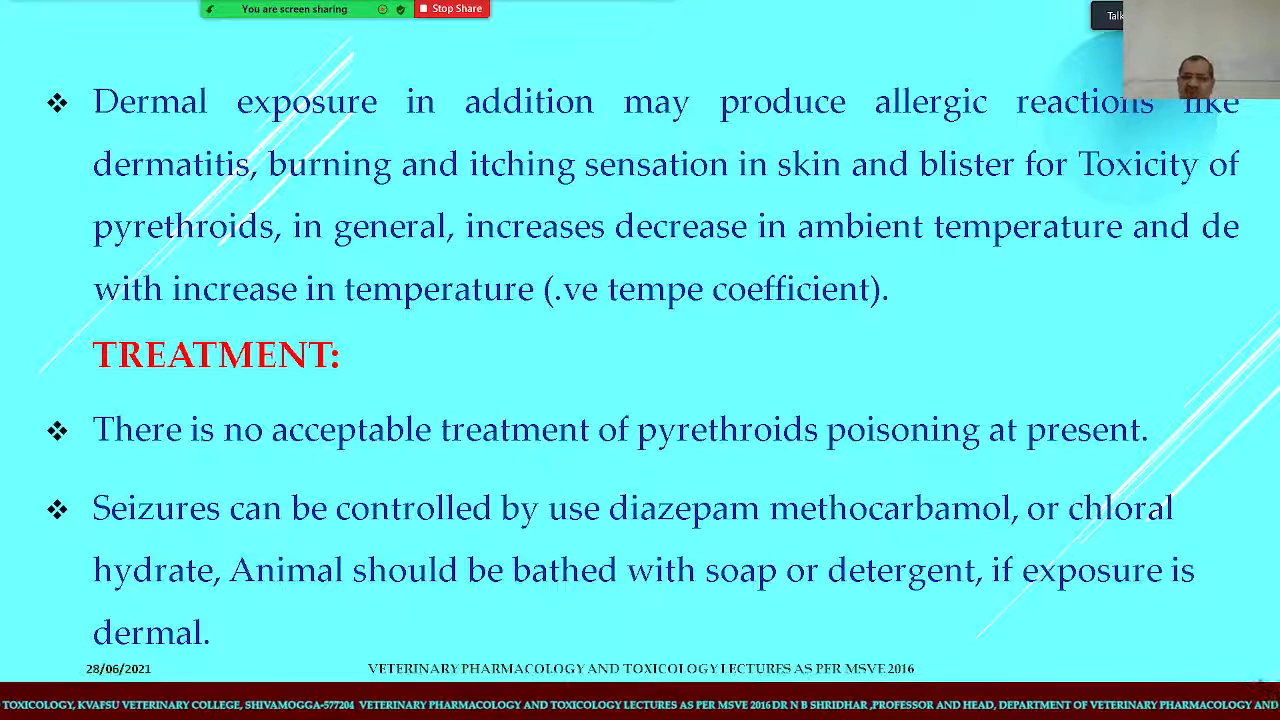 You are screen sharing
Stop Share
Talk
Dermal exposure in addition may produce allergic reactions like
dermatitis, burning and itching sensation in skin and blister for Toxicity of
pyrethroids, in general, increases decrease in ambient temperature and de
with increase in temperature (.ve tempe coefficient).
TREATMENT:
There is no acceptable treatment of pyrethroids poisoning at present.
Seizures can be controlled by use diazepam methocarbamol, or chloral
hydrate, Animal should be bathed with soap or detergent, if exposure is
dermal.
28/06/2021
VETERINARY PHARMACOLOGY AND TOXICOLOGY LECTURES AS PER MSVE 2016
TOXICOLOGY, KVAFSU VETERINARY COLLEGE, SHIVAMOGGA-577204 VETERINARY PHARMACOLOGY AND TOXICOLOGY LECTURES AS PER MSVE 2016 DR N B SHRIDHAR ,PROFESSOR AND HEAD, DEPARTMENT OF VETERINARY PHARMACOLOGY AND